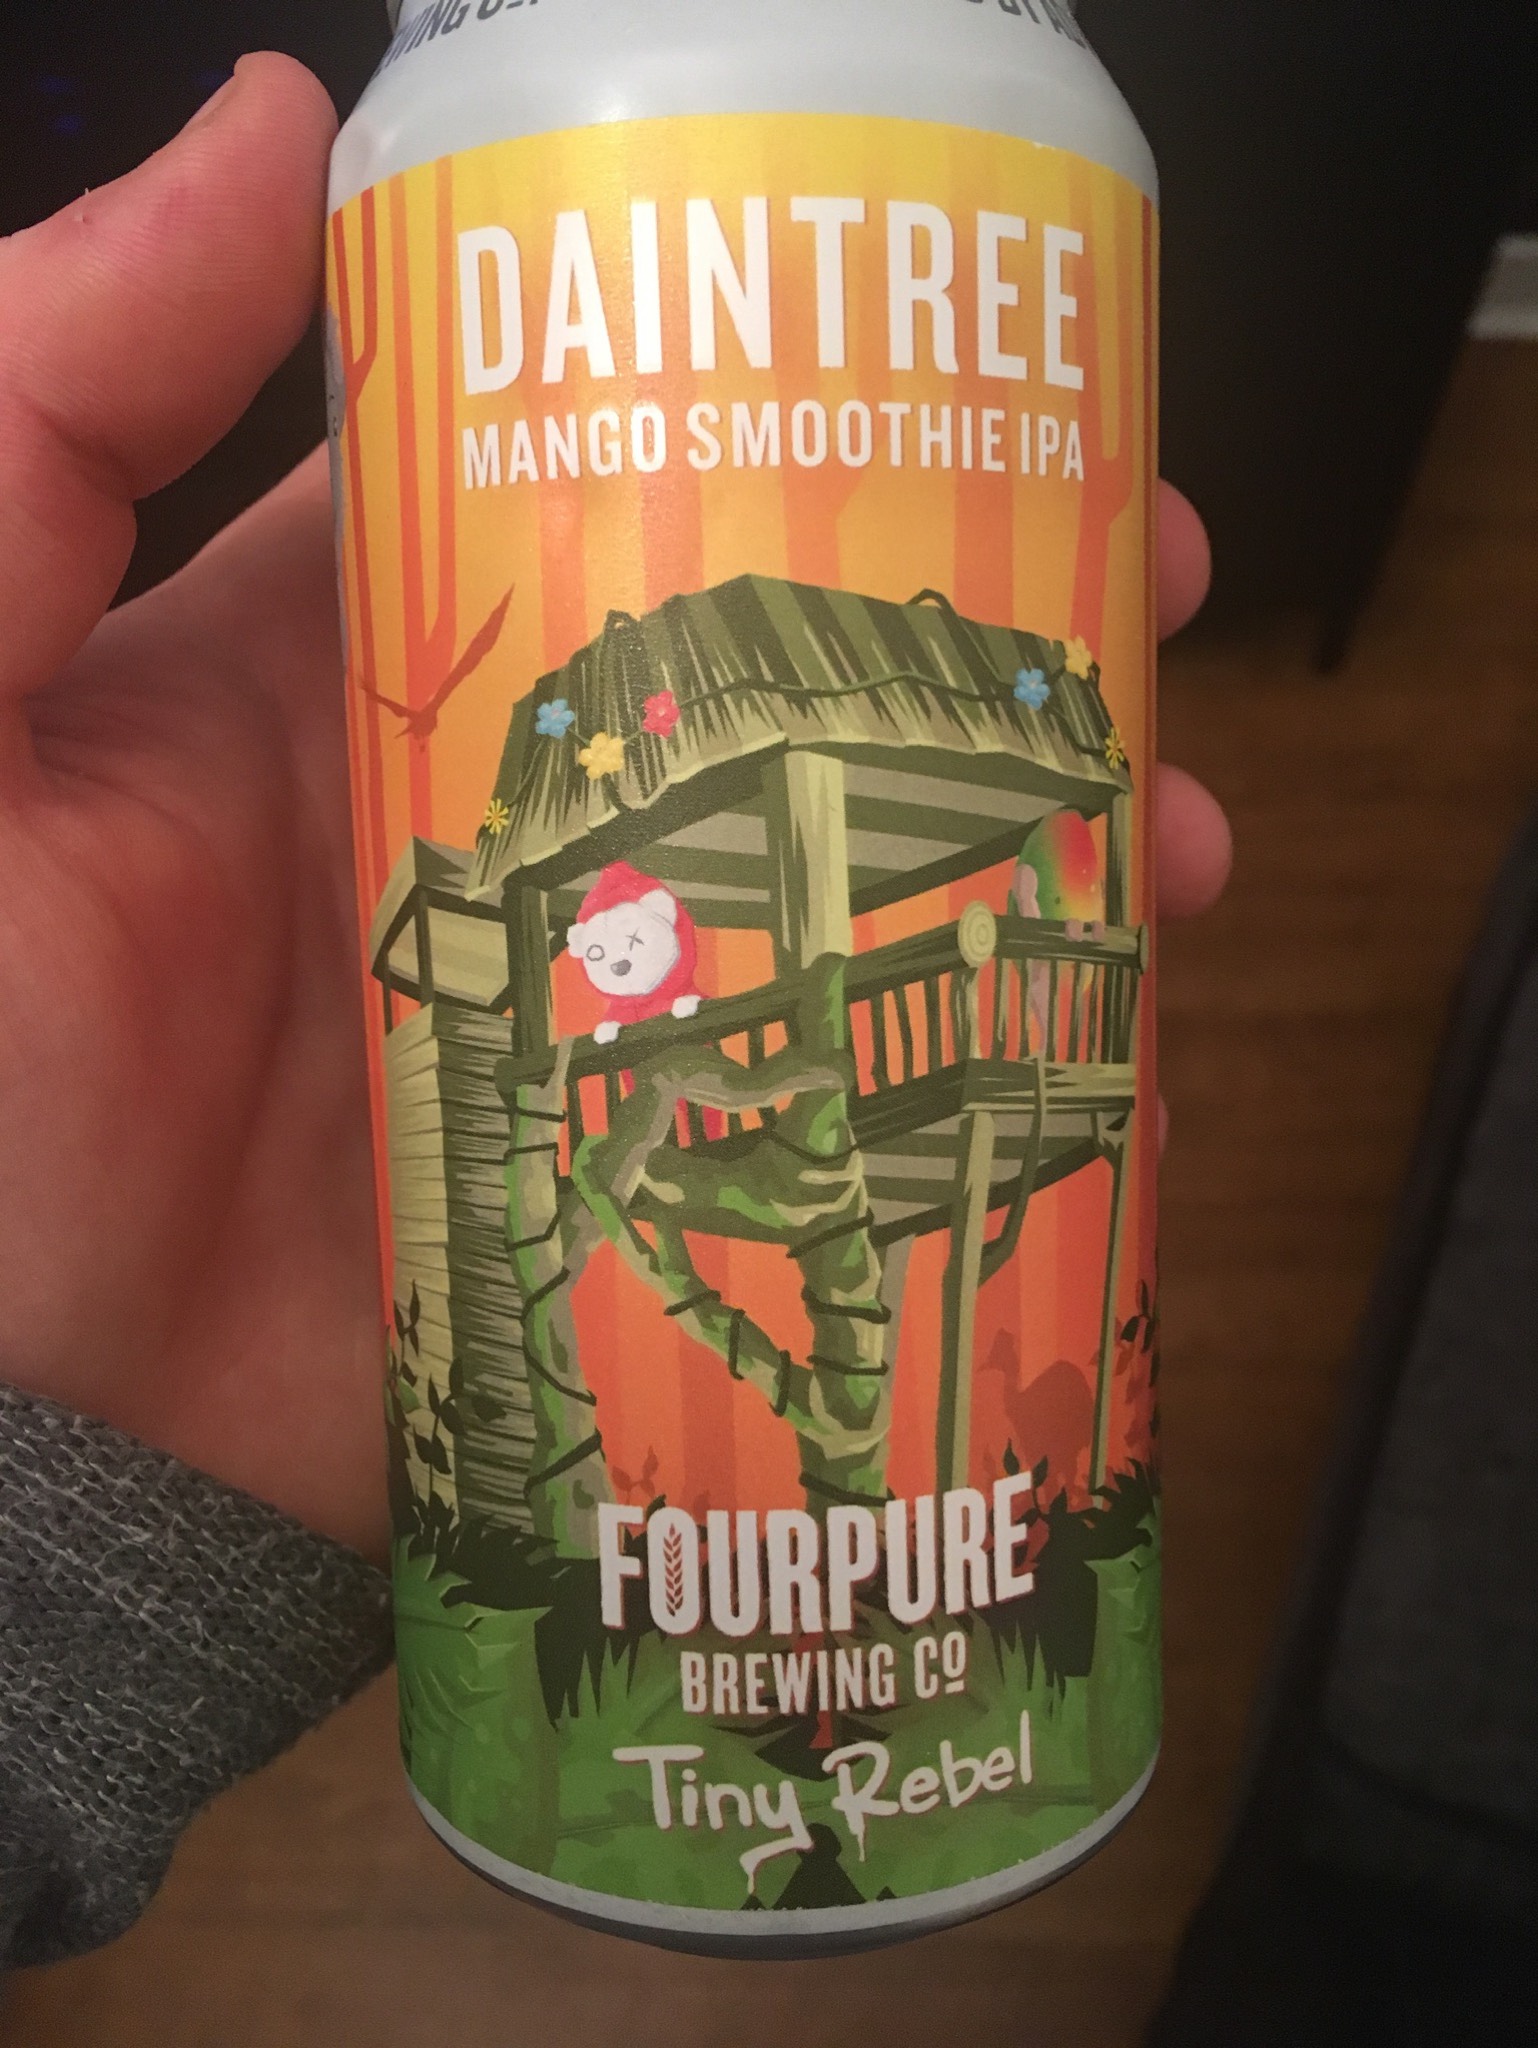 DAINTREE
MANGO SMOOTHIE IPA
FOURPURE
BREWING CO
Tiny Rebel